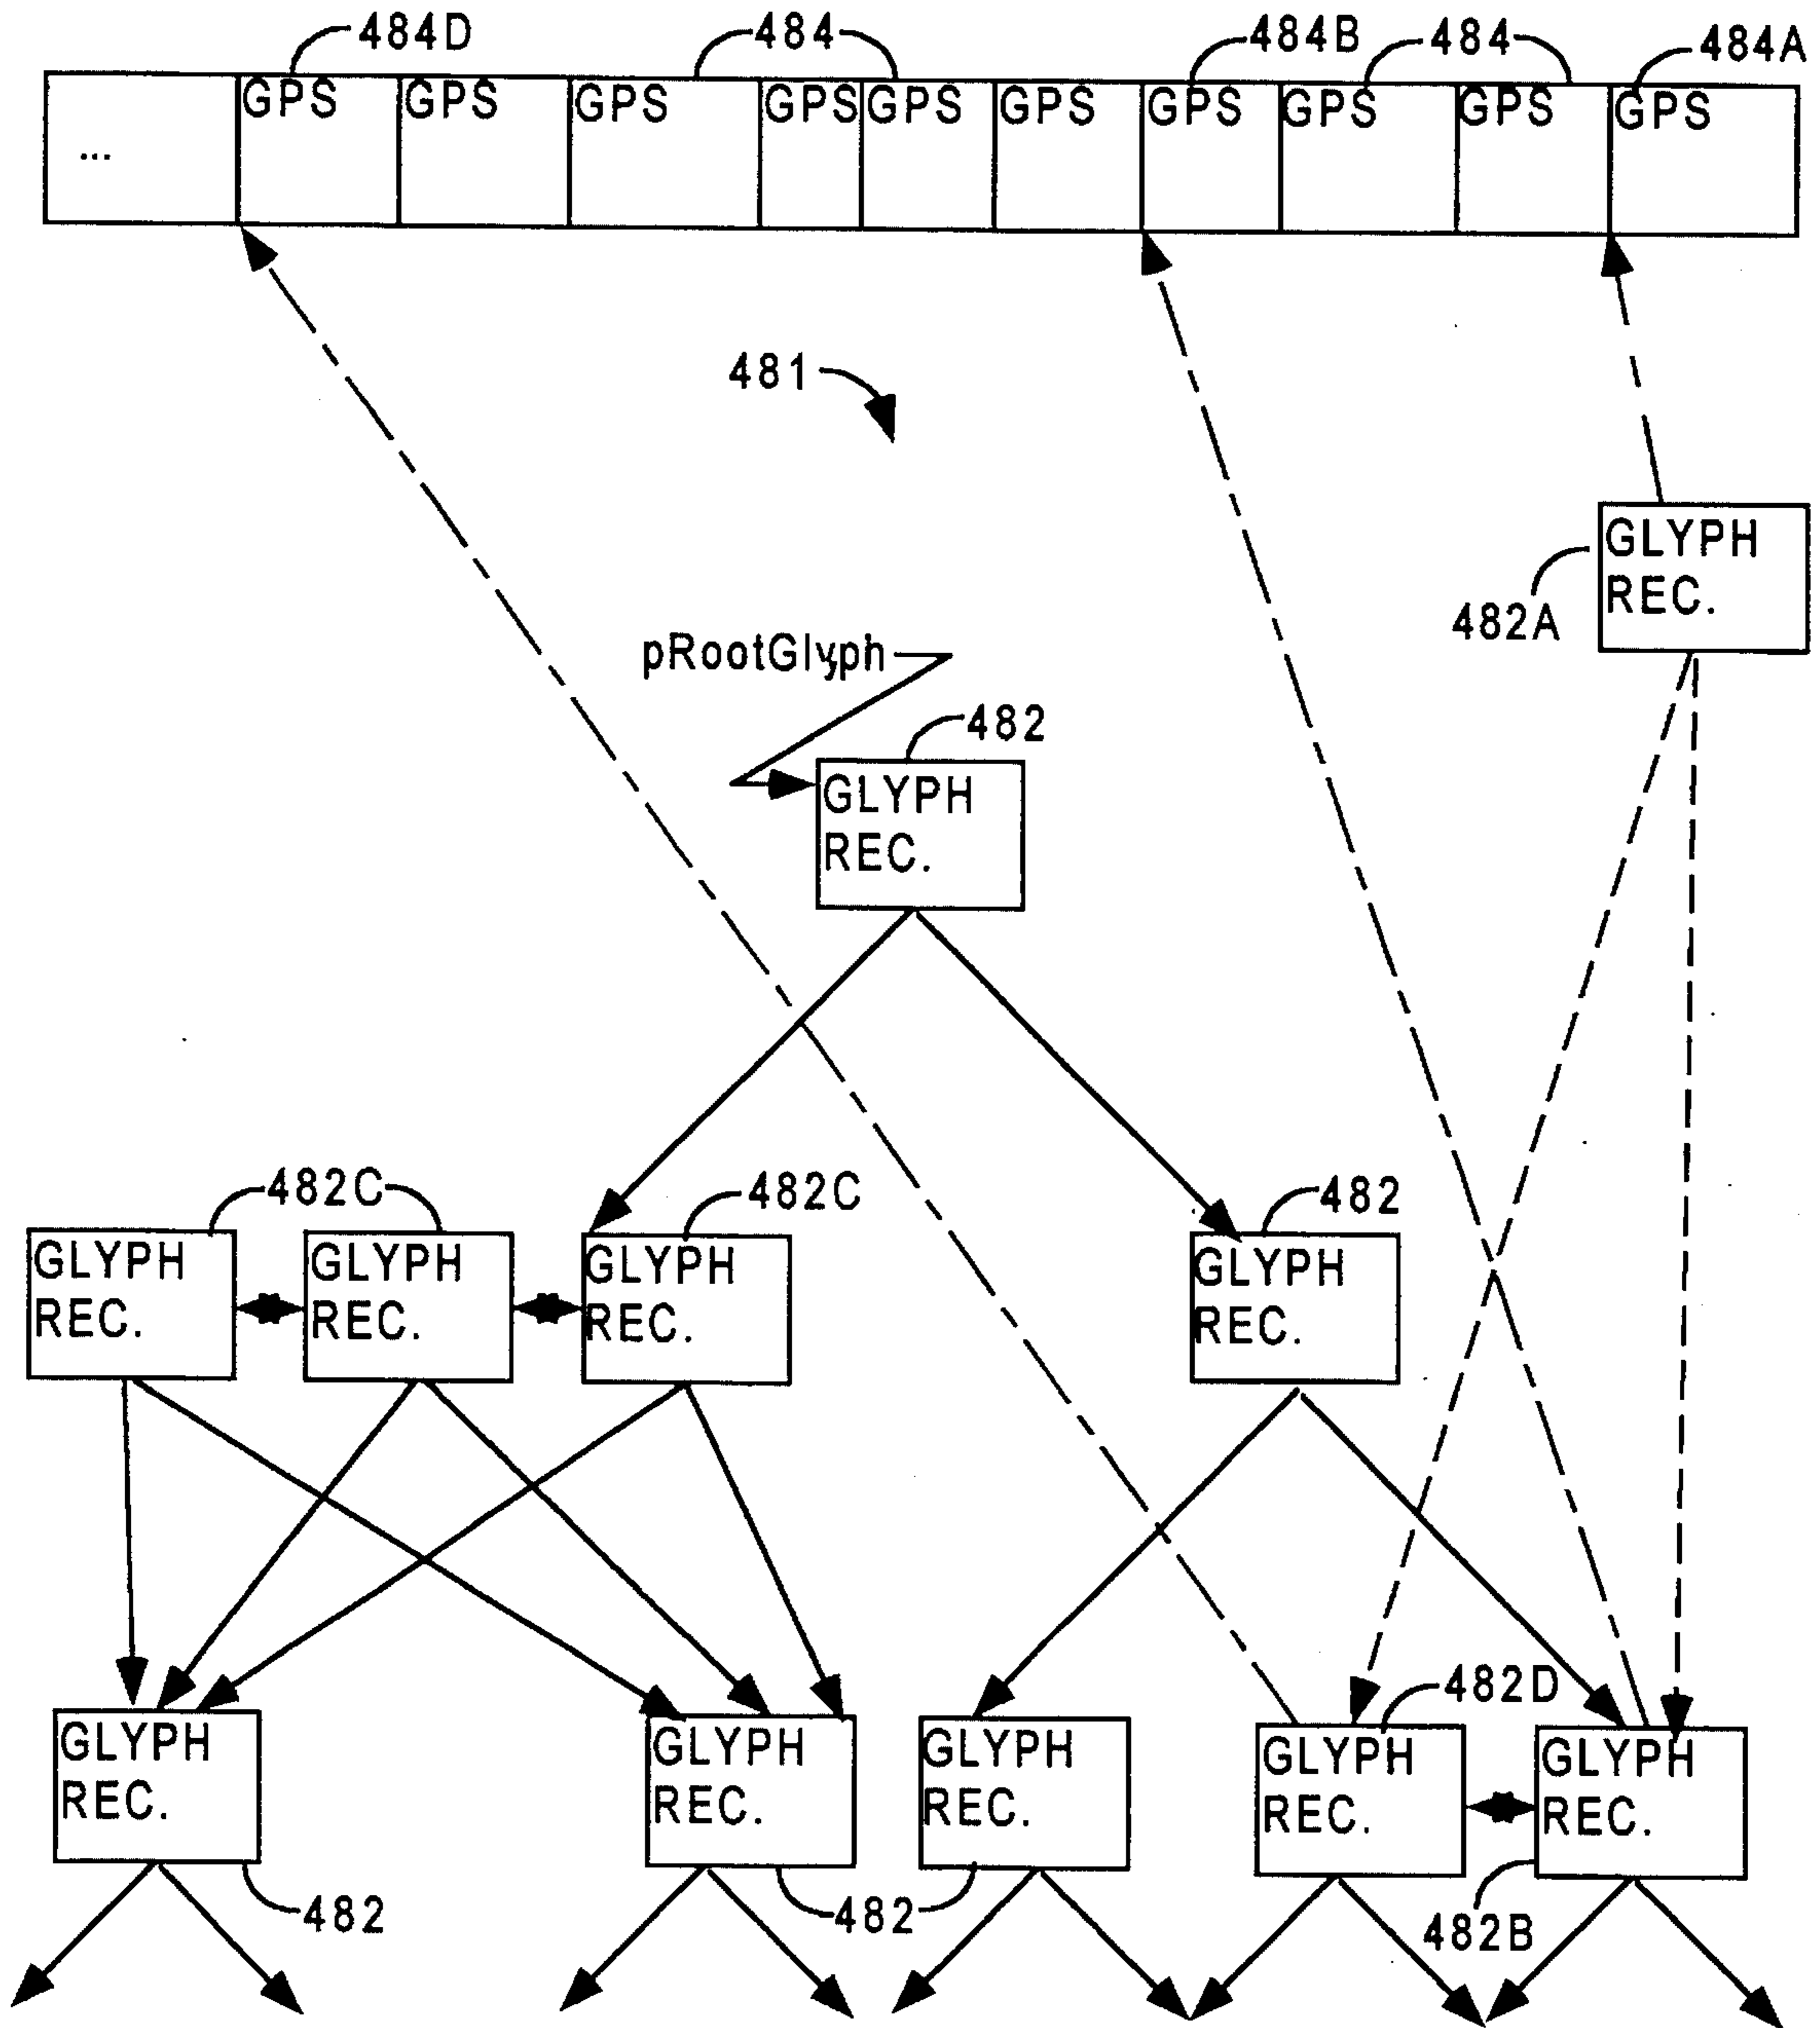 484D 484 484B 484 484A
... GPS GPS GPS GPS GPS GPS GPS GPS GPS GPS
481
GLYPH
REC.
482A
pRootGlyph
482
GLYPH
REC.
482C 482C 482
GLYPH
REC.
GLYPH
REC.
GLYPH
REC.
GLYPH
REC.
482D
GLYPH
REC.
GLYPH
REC.
GLYPH
REC.
GLYPH
REC.
GLYPH
REC.
482 482 482B